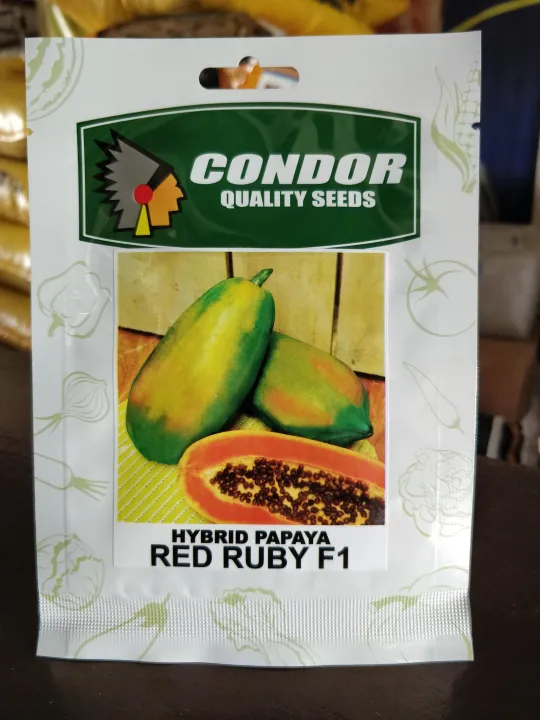 CONDOR
QUALITY SEEDS
HYBRID PAPAYA
RED RUBY F1